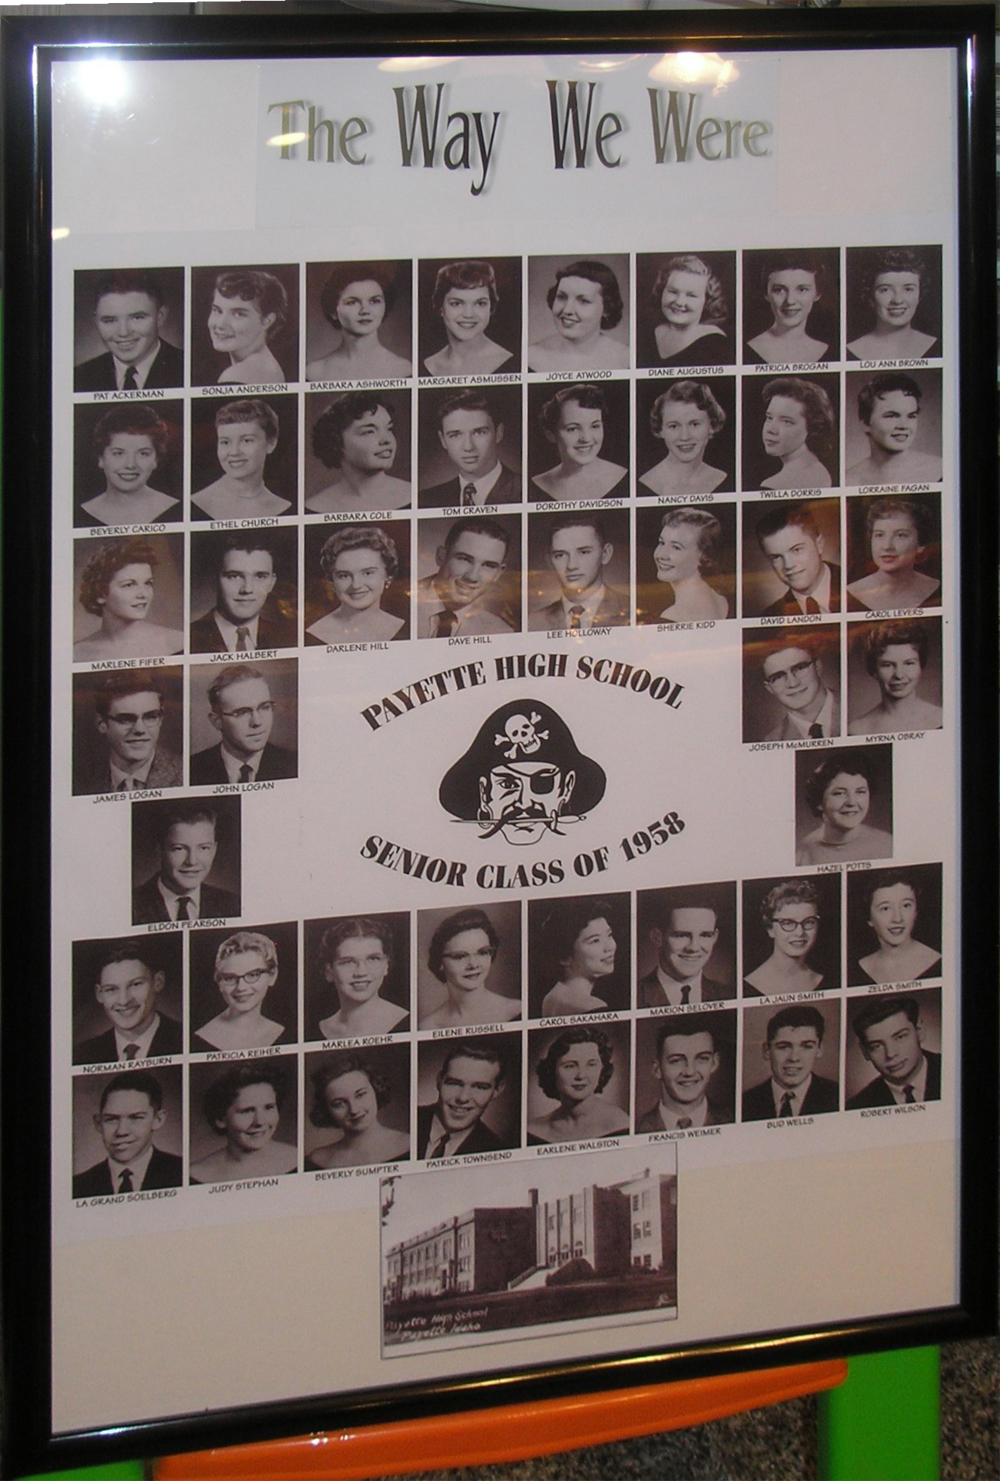 The Way We Were
PAT ACKERMAN SONJA ANDERSON BARBARA ASHWORTH MARGARET ASMUSSEN JOYCE ATWOOD DIANE AUGUSTUS PATRICIA BROGAN LOU ANN BROWN
BEVERLY CARICO ETHEL CHURCH BARBARA COLE TOM CRAVEN DOROTHY DAVIDSON NANCY DAVIS TWILLA DORRIS LORRAINE FAGAN
MARLENE FIFER JACK HALBERT DARLENE HILL DAVE HILL LEE HOLLOWAY SHERRIE KIDD DAVID LANDON CAROL LEVERS
PAYETTE HIGH SCHOOL
JAMES LOGAN JOHN LOGAN JOSEPH McMURREN MYRNA OBRAY
SENIOR CLASS OF 1958
ELDON PEARSON HAZEL POTTS
NORMAN RAYBURN PATRICIA REIHER MARLEA ROEHR EILENE RUSSELL CAROL SAKAHARA MARION SELOVER LA JAUN SMITH ZELDA SMITH
LA GRAND SOELBERG JUDY STEPHAN BEVERLY SUMPTER PATRICK TOWNSEND EARLENE WALSTON FRANCIS WEIMER BUD WELLS ROBERT WILSON
Payette High School
Payette Idaho